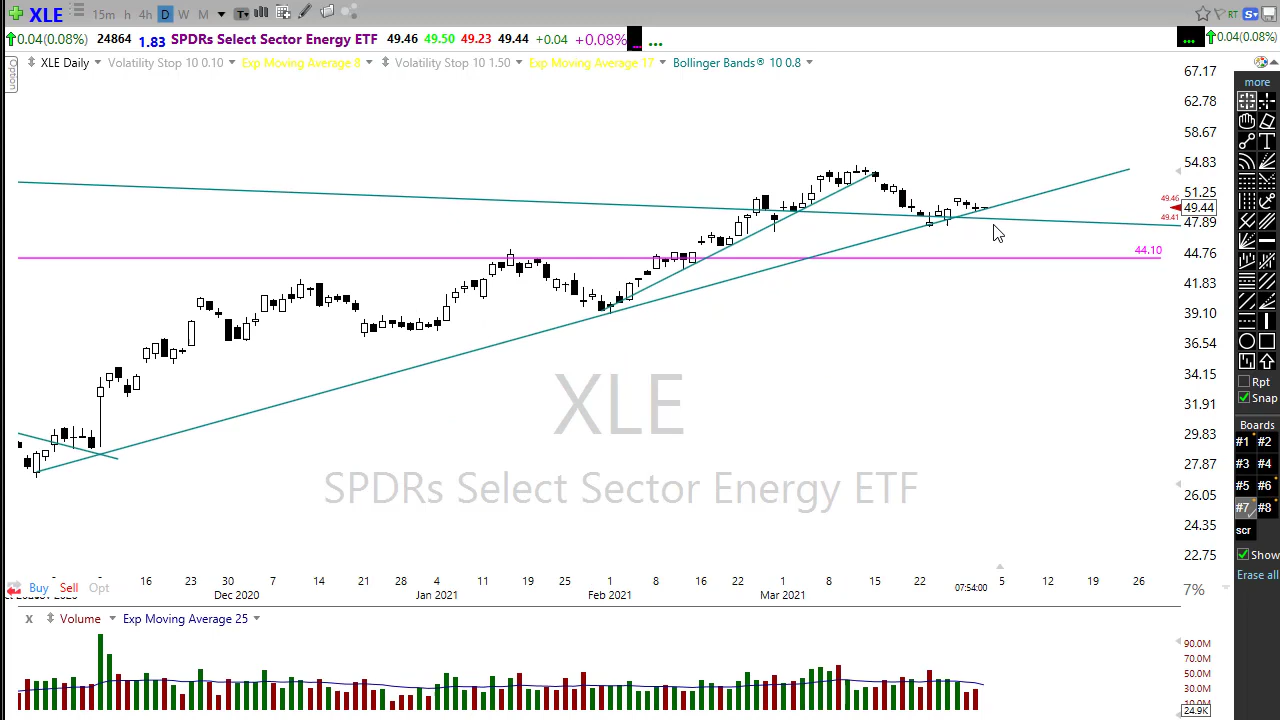 XLE 15m h 4h D W M T RT S
0.04(0.08%) 24864 1.83 SPDRs Select Sector Energy ETF 49.46 49.50 49.23 49.44 +0.04 +0.08% ... ... 0.04(0.08%)
Option
XLE Daily Volatility Stop 10 0.10 Exp Moving Average 8 Volatility Stop 10 1.50 Exp Moving Average 17 Bollinger Bands® 10 0.8
67.17
62.78
58.67
54.83
51.25
49.46
49.44
49.41
47.89
44.10
44.76
41.83
39.10
36.54
34.15
31.91
29.83
27.87
26.05
24.35
22.75
XLE
SPDRs Select Sector Energy ETF
more
T
Rpt
Snap
Boards
#1 #2
#3 #4
#5 #6
#7 #8
scr
Show
Erase all
Buy Sell Opt
16 23 30 7 14 21 28 4 11 19 25 1 8 16 22 1 8 15 22 5 12 19 26
Dec 2020 Jan 2021 Feb 2021 Mar 2021 07:54:00
7%
X Volume Exp Moving Average 25
90.0M
70.0M
50.0M
30.0M
24.9K